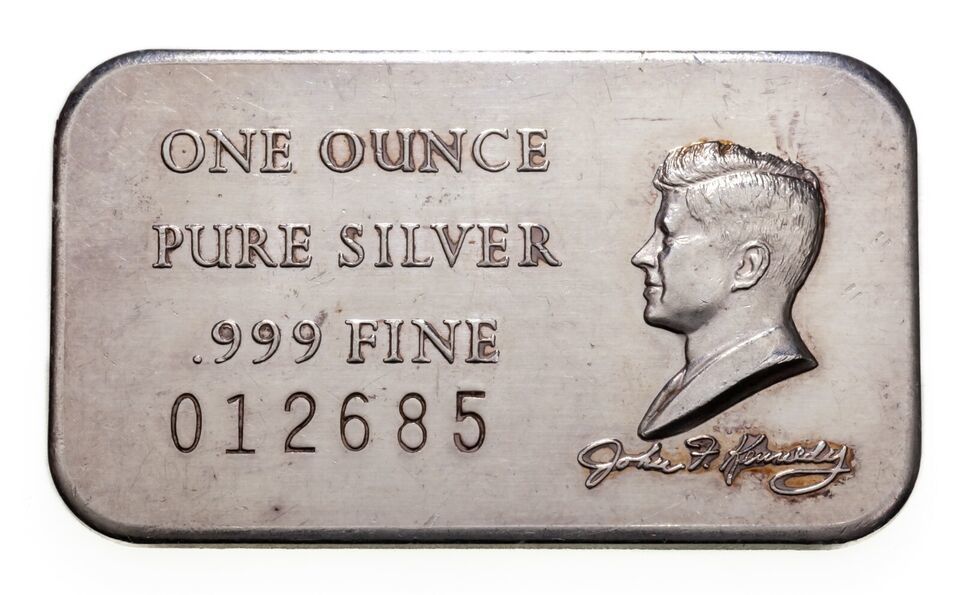 ONE OUNCE
PURE SILVER
.999 FINE
012685
John F. Kennedy